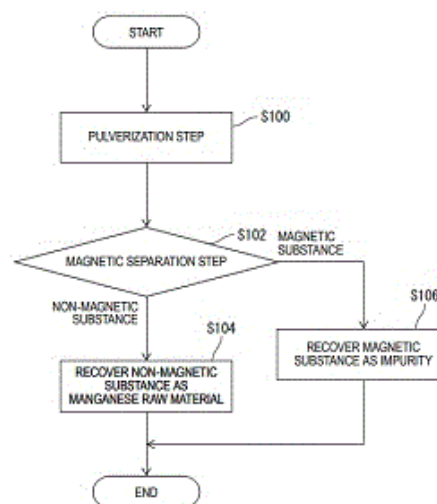 START
S100
PULVERIZATION STEP
S102
MAGNETIC
SUBSTANCE
MAGNETIC SEPARATION STEP
NON-MAGNETIC
SUBSTANCE
S104
S106
RECOVER NON-MAGNETIC
SUBSTANCE AS
MANGANESE RAW MATERIAL
RECOVER MAGNETIC
SUBSTANCE AS IMPURITY
END